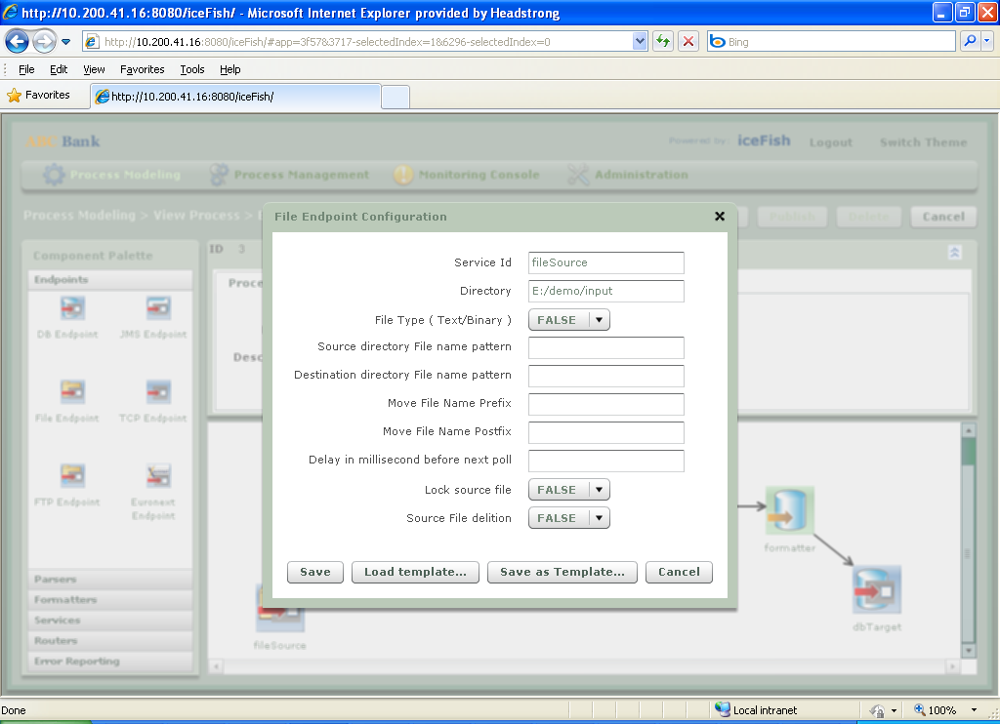 http://10.200.41.16:8080/iceFish/ - Microsoft Internet Explorer provided by Headstrong
http://10.200.41.16:8080/iceFish/#app=3f57&3717-selectedIndex=1&6296-selectedIndex=0
Bing
File Edit View Favorites Tools Help
Favorites
http://10.200.41.16:8080/iceFish/
ABC Bank
Powered by: iceFish Logout Switch Theme
Process Modeling Process Management Monitoring Console Administration
Process Modeling > View Process >
Publish Delete Cancel
File Endpoint Configuration
Component Palette
ID 3
Endpoints
Proce
DB Endpoint JMS Endpoint
Desc
File Endpoint TCP Endpoint
FTP Endpoint Euronext Endpoint
Parsers
Formatters
Services
Routers
Error Reporting
Service Id fileSource
Directory E:/demo/input
File Type ( Text/Binary ) FALSE
Source directory File name pattern
Destination directory File name pattern
Move File Name Prefix
Move File Name Postfix
Delay in millisecond before next poll
Lock source file FALSE
Source File delition FALSE
Save Load template... Save as Template... Cancel
formatter
dbTarget
fileSource
Done Local intranet 100%